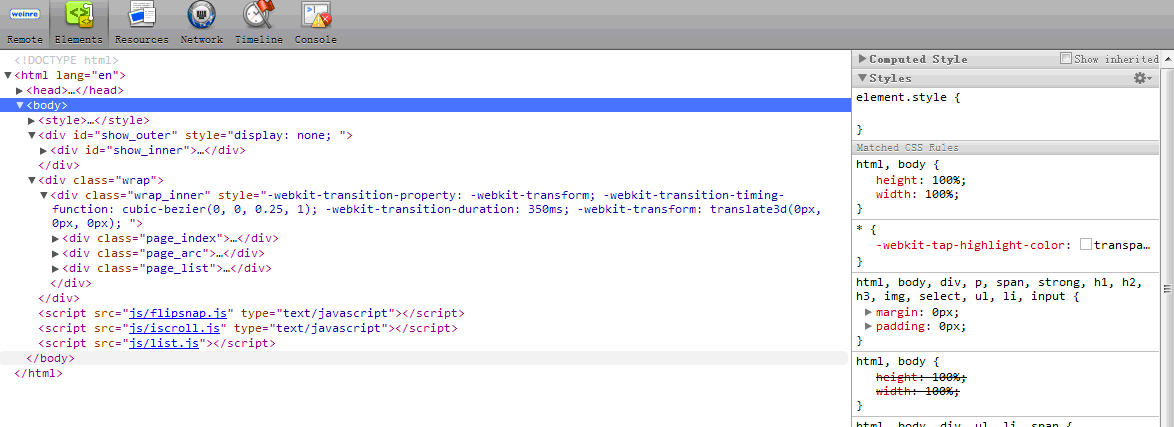 weinre
Remote Elements Resources Network Timeline Console
<!DOCTYPE html>
▼<html lang="en">
▶<head>…</head>
▼<body>
▶<style>…</style>
▼<div id="show_outer" style="display: none; ">
▶<div id="show_inner">…</div>
</div>
▼<div class="wrap">
▼<div class="wrap_inner" style="-webkit-transition-property: -webkit-transform; -webkit-transition-timing-
function: cubic-bezier(0, 0, 0.25, 1); -webkit-transition-duration: 350ms; -webkit-transform: translate3d(0px,
0px, 0px); ">
▶<div class="page_index">…</div>
▶<div class="page_arc">…</div>
▶<div class="page_list">…</div>
</div>
</div>
<script src="js/flipsnap.js" type="text/javascript"></script>
<script src="js/iscroll.js" type="text/javascript"></script>
<script src="js/list.js"></script>
</body>
</html>
▶Computed Style Show inherited
▼Styles
element.style {
}
Matched CSS Rules
html, body {
height: 100%;
width: 100%;
}
* {
-webkit-tap-highlight-color: transpa…
}
html, body, div, p, span, strong, h1, h2,
h3, img, select, ul, li, input {
▶ margin: 0px;
▶ padding: 0px;
}
html, body {
height: 100%;
width: 100%;
}
html, body, div, ul, li, span {